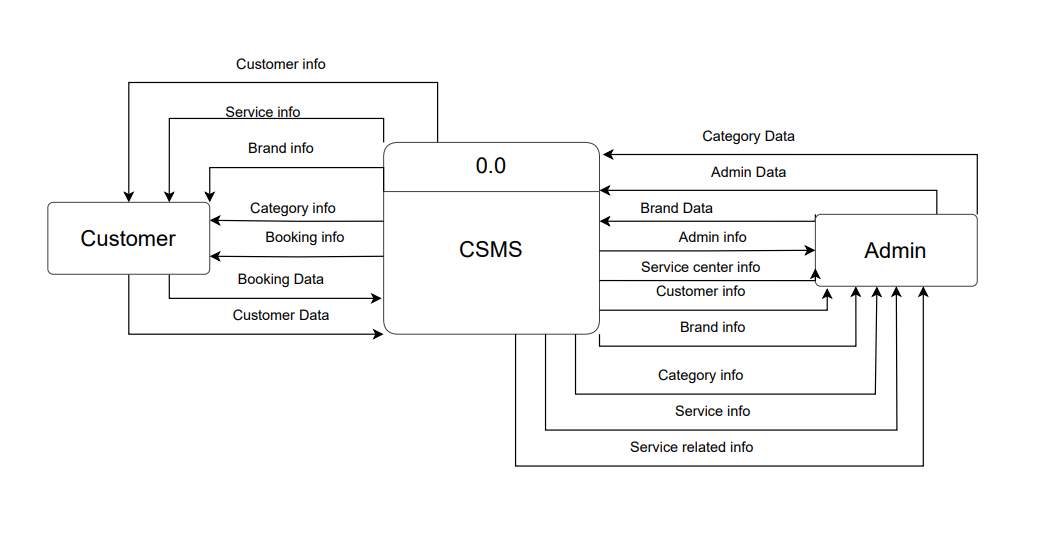 Customer info
Service info
Brand info
Category info
Booking info
Booking Data
Customer Data
Customer
0.0
CSMS
Category Data
Admin Data
Brand Data
Admin info
Service center info
Customer info
Brand info
Category info
Service info
Service related info
Admin